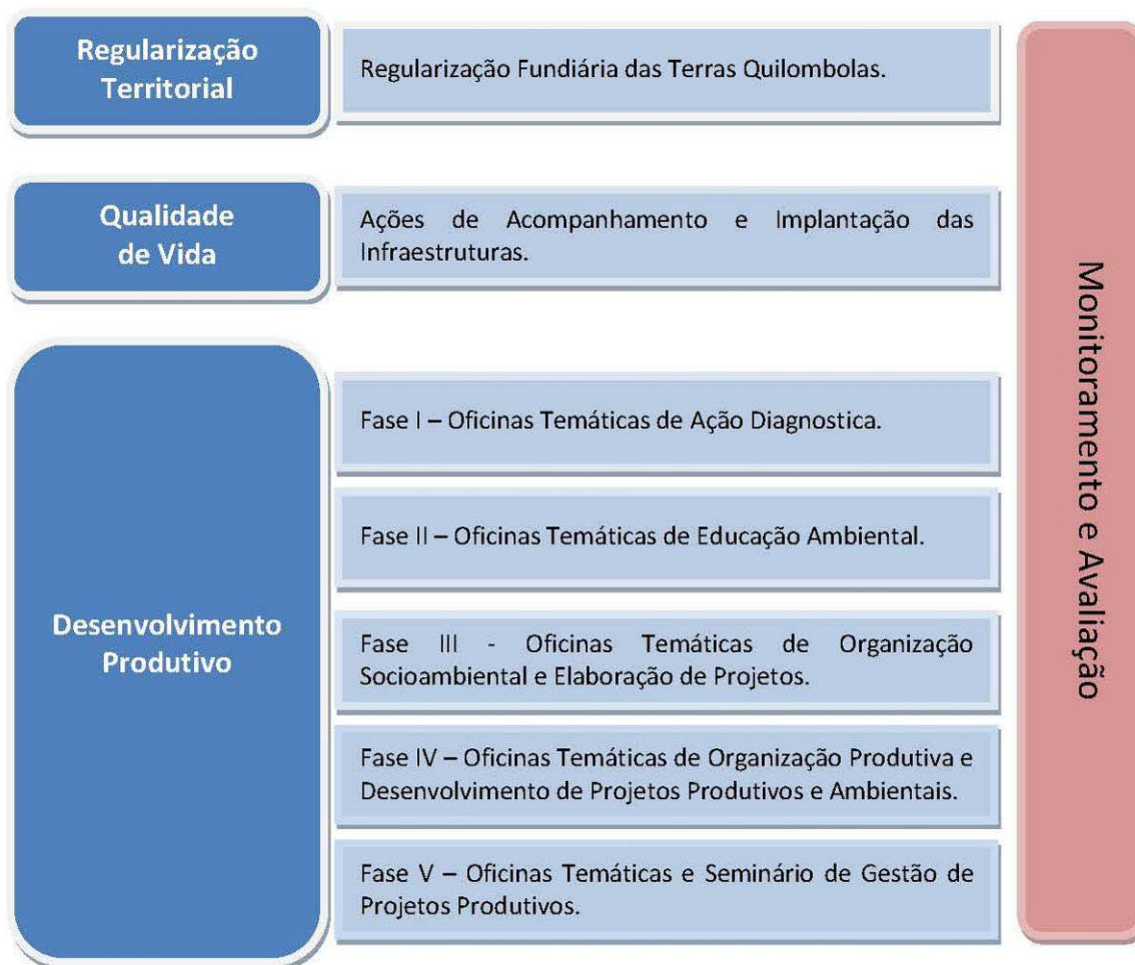 Regularização
Territorial
Regularização Fundiária das Terras Quilombolas.
Qualidade
de Vida
Ações de Acompanhamento e Implantação das
Infraestruturas.
Desenvolvimento
Produtivo
Fase I – Oficinas Temáticas de Ação Diagnostica.
Fase II – Oficinas Temáticas de Educação Ambiental.
Fase III - Oficinas Temáticas de Organização
Socioambiental e Elaboração de Projetos.
Fase IV – Oficinas Temáticas de Organização Produtiva e
Desenvolvimento de Projetos Produtivos e Ambientais.
Fase V – Oficinas Temáticas e Seminário de Gestão de
Projetos Produtivos.
Monitoramento e Avaliação